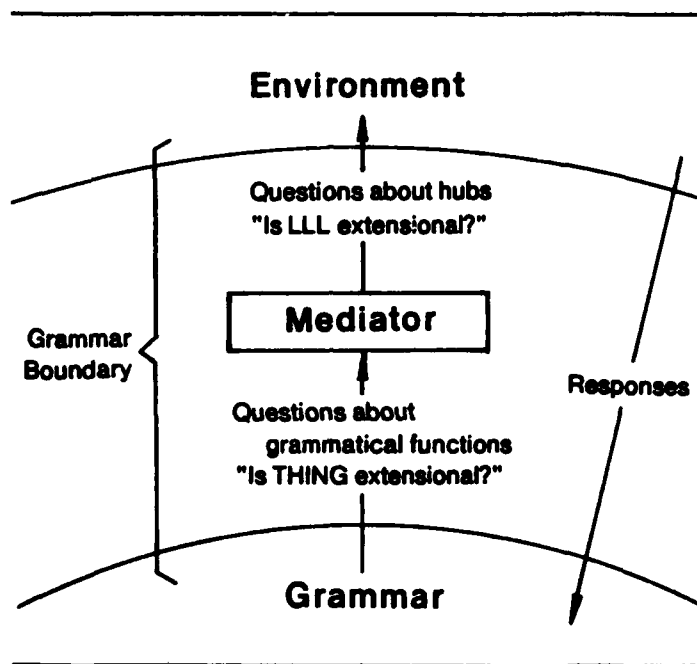 Environment
Questions about hubs
"Is LLL extensional?"
Mediator
Grammar
Boundary
Responses
Questions about
grammatical functions
"Is THING extensional?"
Grammar